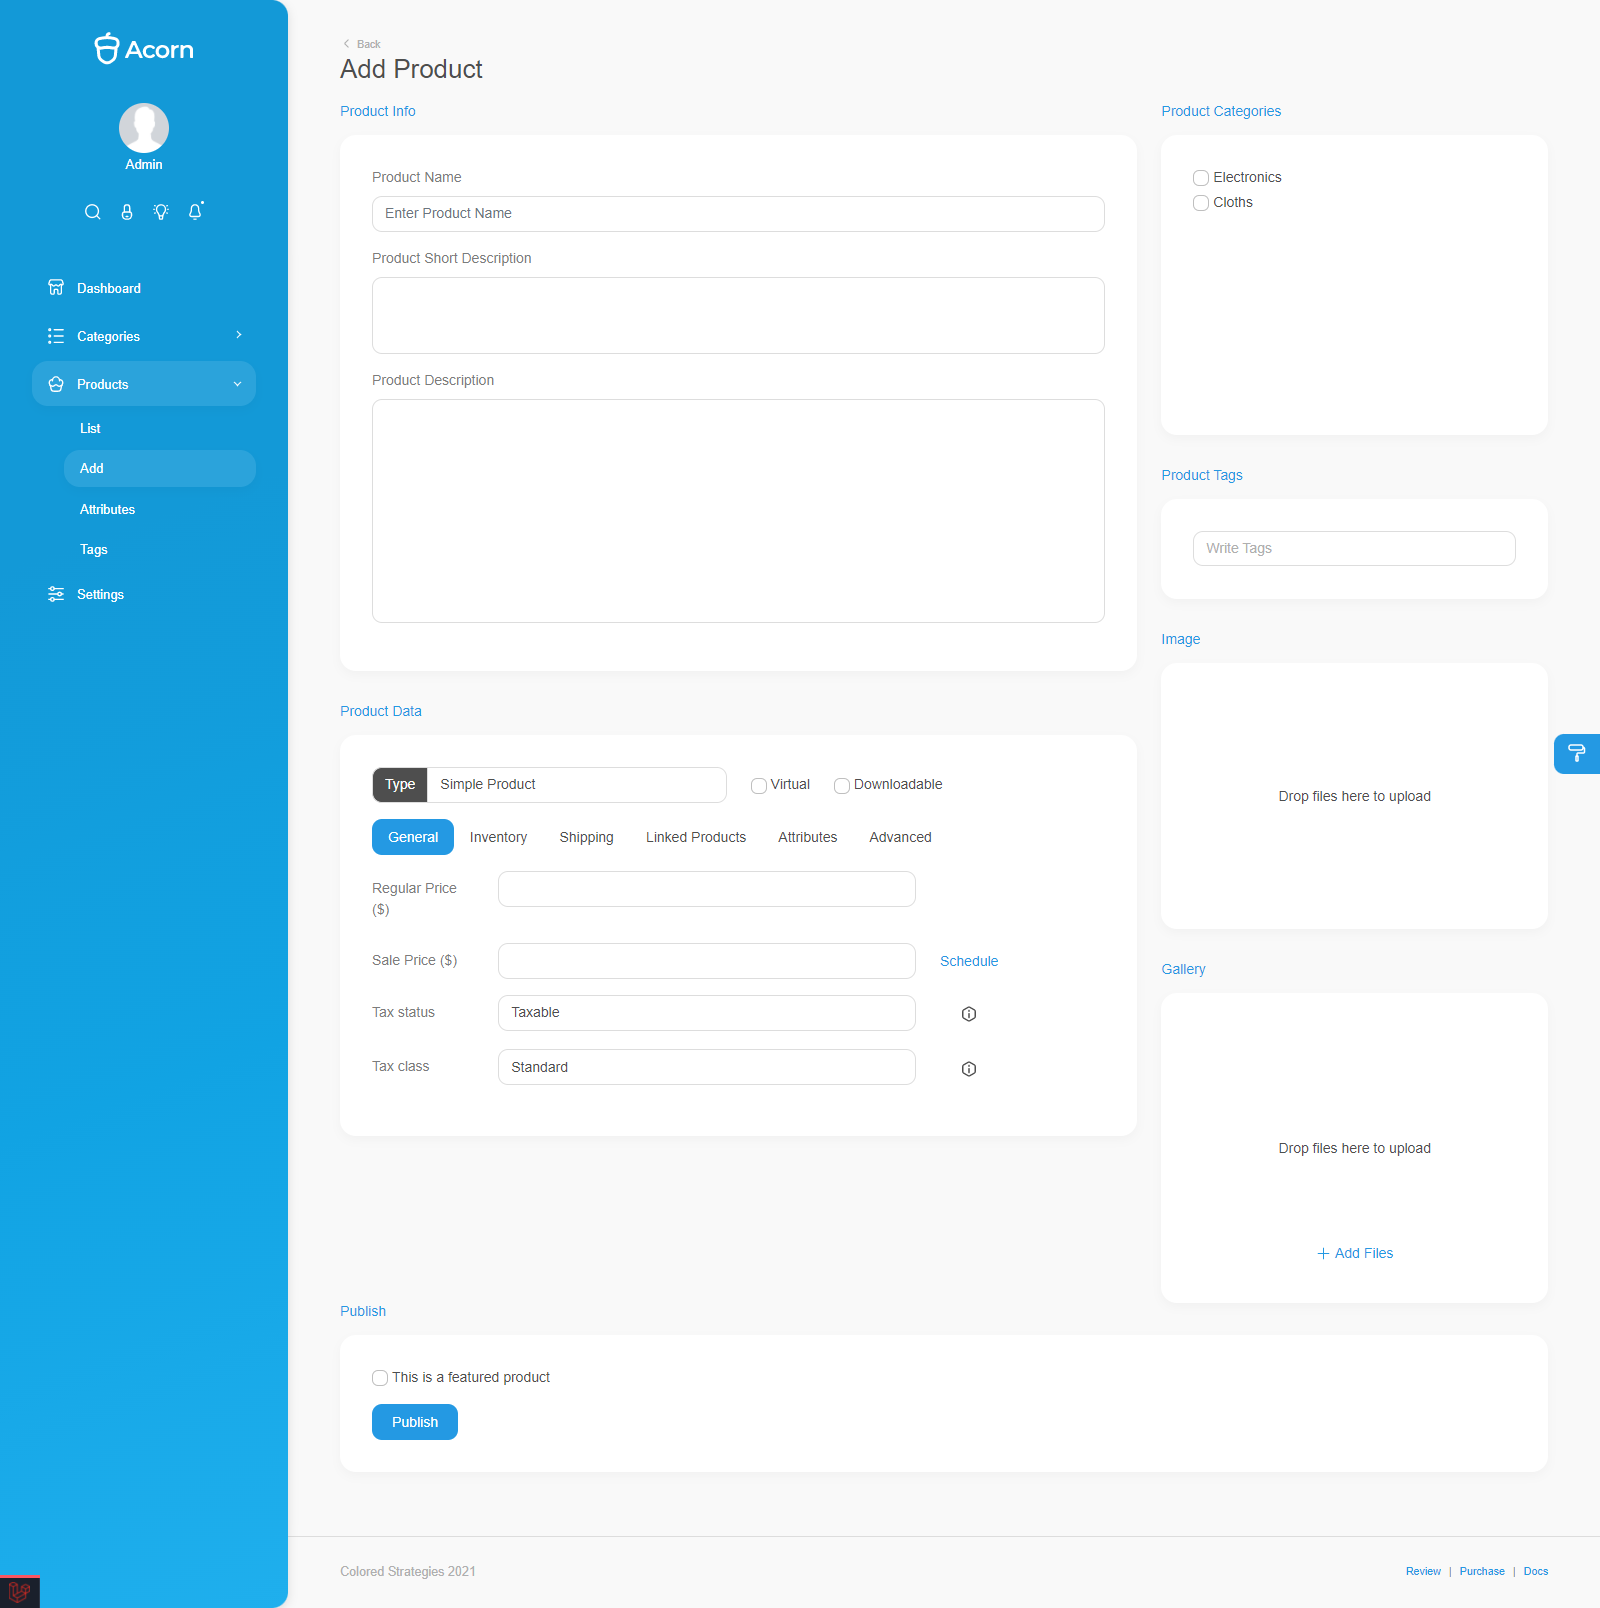 Acorn
Admin
Dashboard
Categories
Products
List
Add
Attributes
Tags
Settings
Back
Add Product
Product Info
Product Name
Enter Product Name
Product Short Description
Product Description
Product Data
Type Simple Product Virtual Downloadable
General Inventory Shipping Linked Products Attributes Advanced
Regular Price
($)
Sale Price ($) Schedule
Tax status Taxable
Tax class Standard
Product Categories
Electronics
Cloths
Product Tags
Write Tags
Image
Drop files here to upload
Gallery
Drop files here to upload
Add Files
Publish
This is a featured product
Publish
Colored Strategies 2021
Review | Purchase | Docs